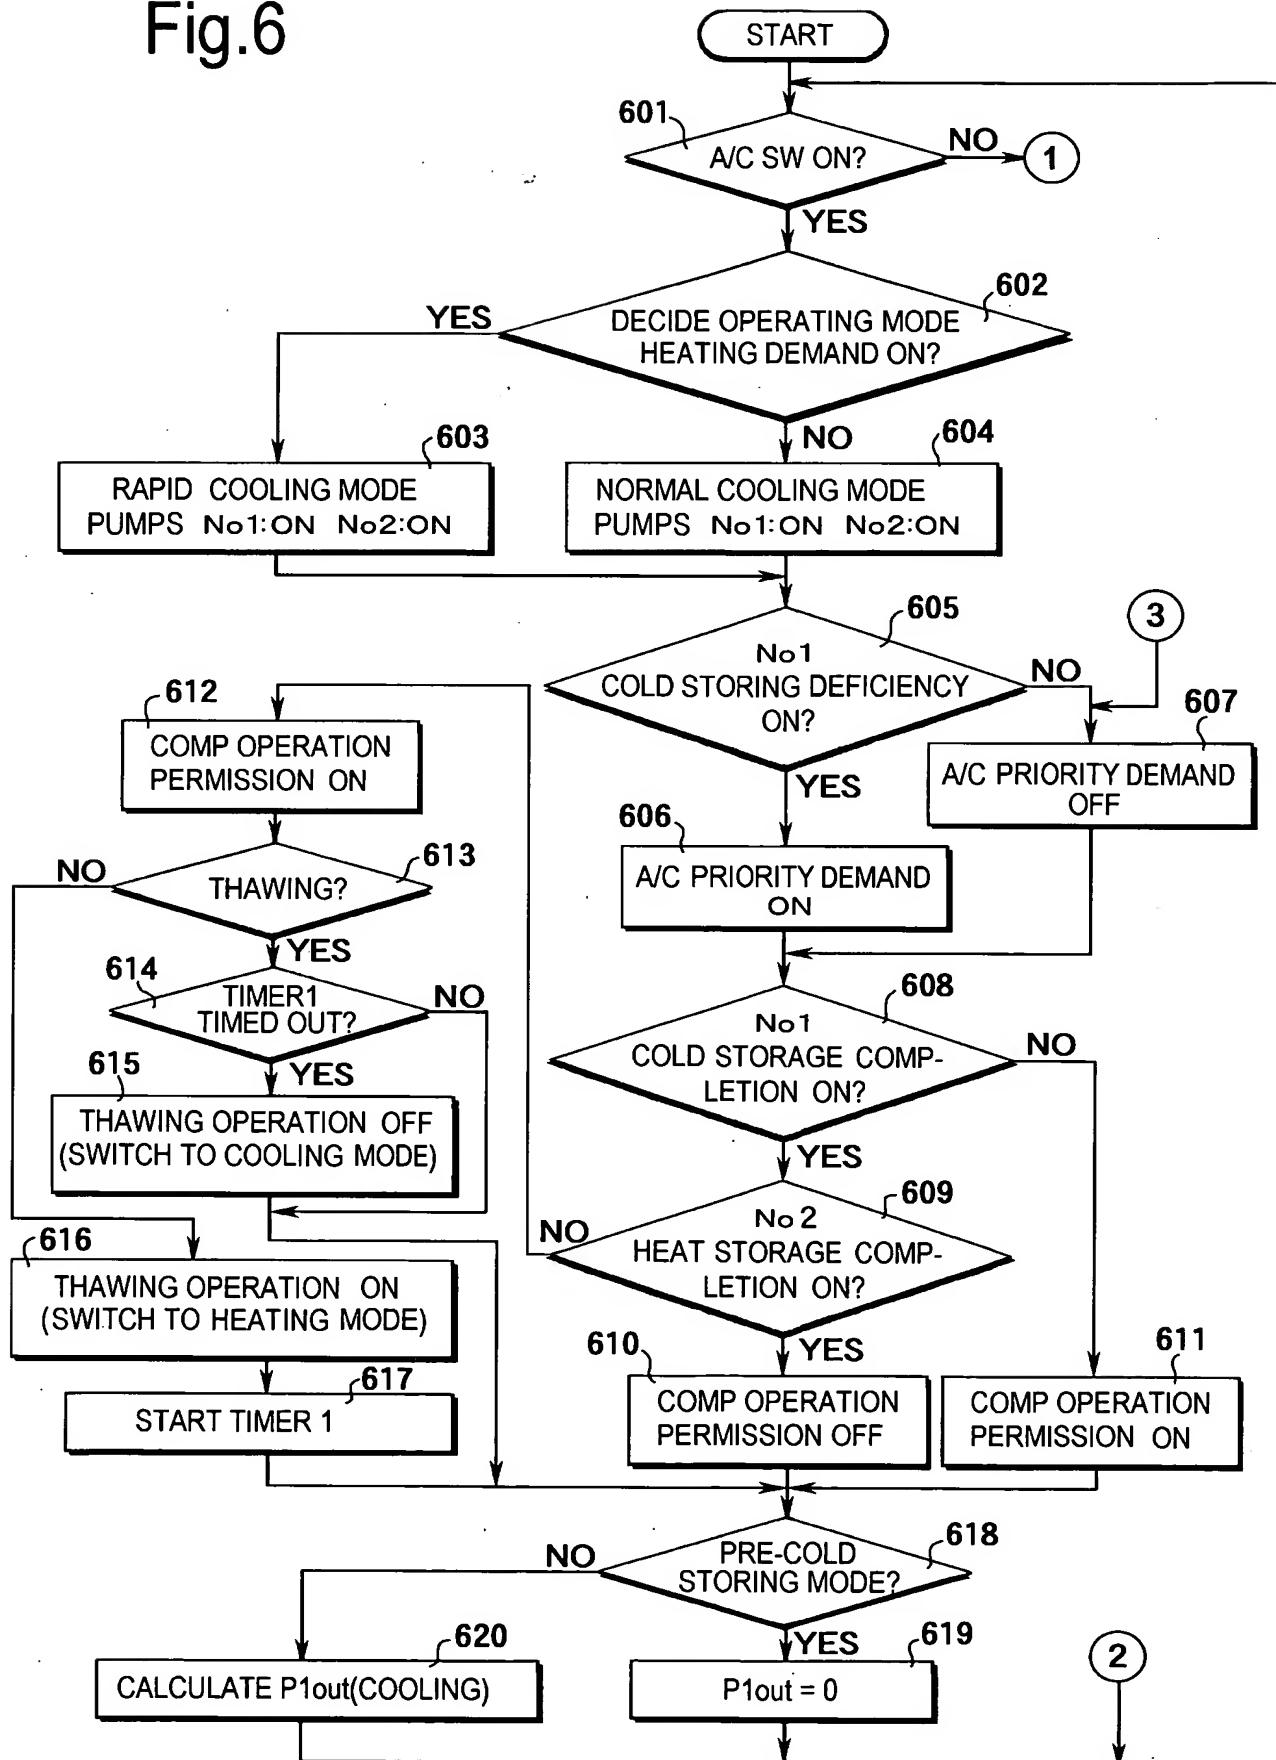 Fig.6
START
601
A/C SW ON?
NO
1
YES
602
DECIDE OPERATING MODE
HEATING DEMAND ON?
YES
NO
603
RAPID COOLING MODE
PUMPS No1:ON No2:ON
604
NORMAL COOLING MODE
PUMPS No1:ON No2:ON
605
No1
COLD STORING DEFICIENCY
ON?
NO
3
YES
607
A/C PRIORITY DEMAND
OFF
606
A/C PRIORITY DEMAND
ON
612
COMP OPERATION
PERMISSION ON
613
THAWING?
NO
YES
614
TIMER1
TIMED OUT?
NO
YES
615
THAWING OPERATION OFF
(SWITCH TO COOLING MODE)
616
THAWING OPERATION ON
(SWITCH TO HEATING MODE)
617
START TIMER 1
608
No1
COLD STORAGE COMP-
LETION ON?
NO
YES
609
No2
HEAT STORAGE COMP-
LETION ON?
NO
YES
610
COMP OPERATION
PERMISSION OFF
611
COMP OPERATION
PERMISSION ON
618
PRE-COLD
STORING MODE?
NO
YES
620
CALCULATE P1out(COOLING)
619
P1out = 0
2